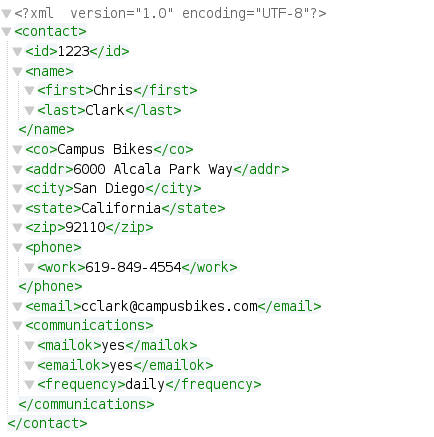 <?xml  version="1.0" encoding="UTF-8"?>
<contact>
<id>1223</id>
<name>
<first>Chris</first>
<last>Clark</last>
</name>
<co>Campus Bikes</co>
<addr>6000 Alcala Park Way</addr>
<city>San Diego</city>
<state>California</state>
<zip>92110</zip>
<phone>
<work>619-849-4554</work>
</phone>
<email>cclark@campusbikes.com</email>
<communications>
<mailok>yes</mailok>
<emailok>yes</emailok>
<frequency>daily</frequency>
</communications>
</contact>